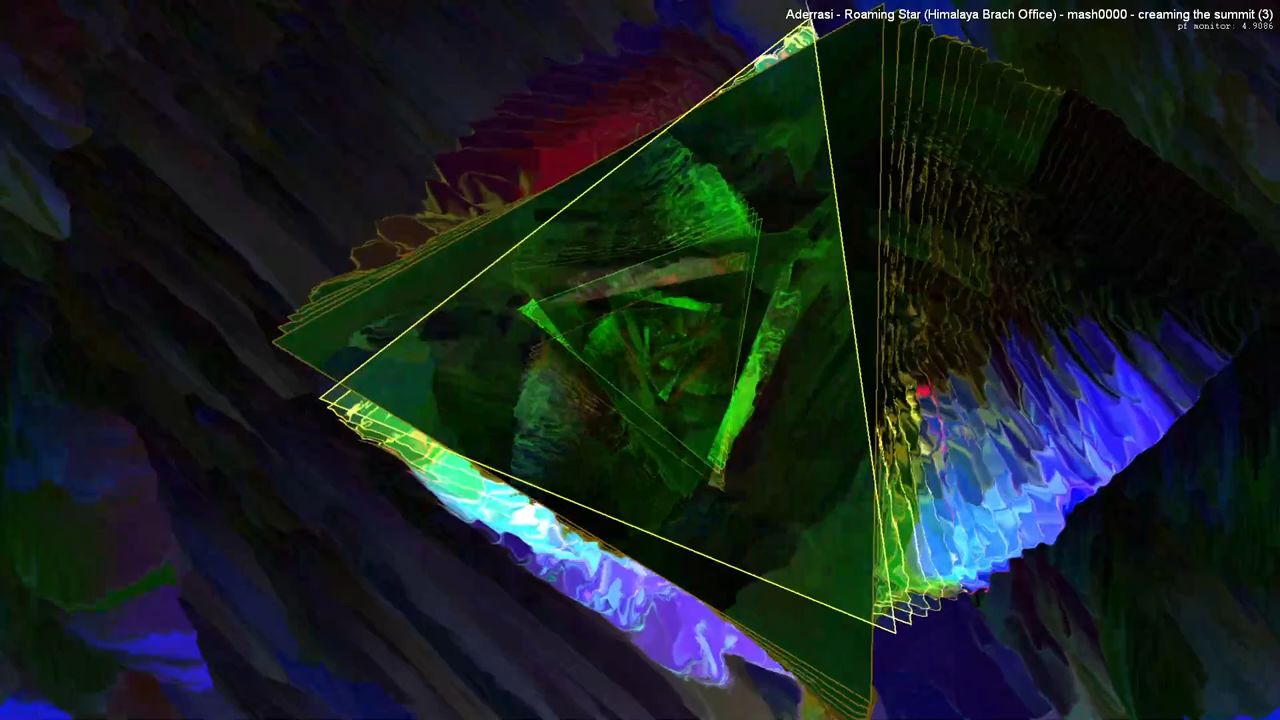 Aderrasi - Roaming Star (Himalaya Brach Office) - mash0000 - creaming the summit (3)
pf monitor: 4.9086